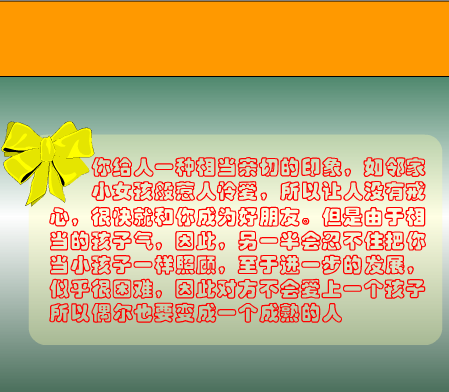 你给人一种相当亲切的印象，如邻家
小女孩般惹人怜爱，所以让人没有戒
心，很快就和你成为好朋友。但是由于相
当的孩子气，因此，另一半会忍不住把你
当小孩子一样照顾，至于进一步的发展，
似乎很困难，因此对方不会爱上一个孩子
所以偶尔也要变成一个成熟的人